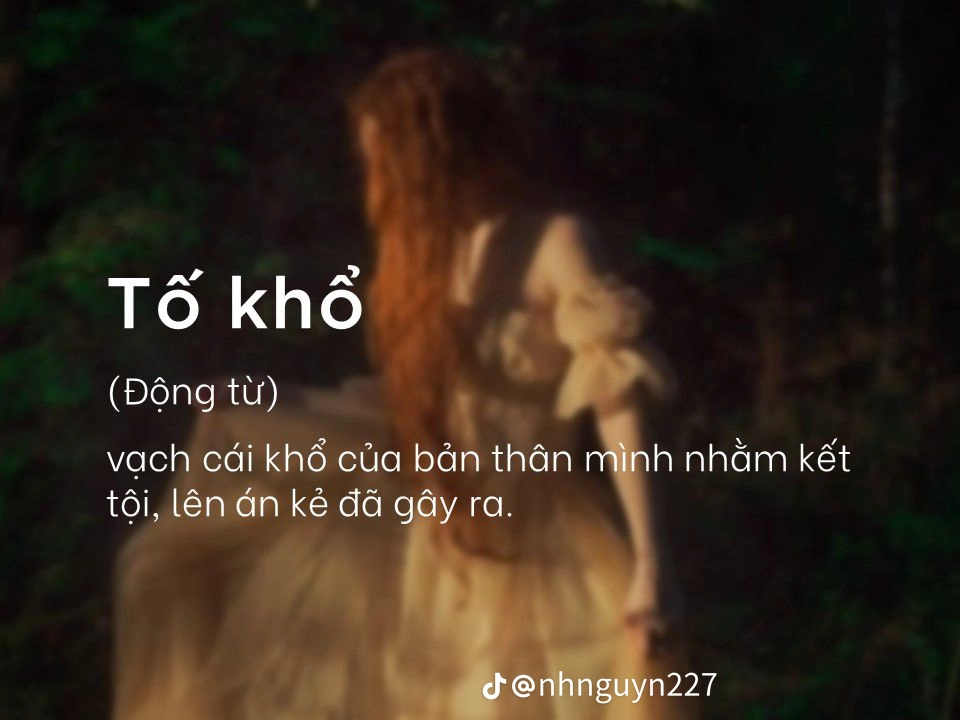 Tố khổ
(Động từ)
vạch cái khổ của bản thân mình nhằm kết
tội, lên án kẻ đã gây ra.
@nhnguyn227